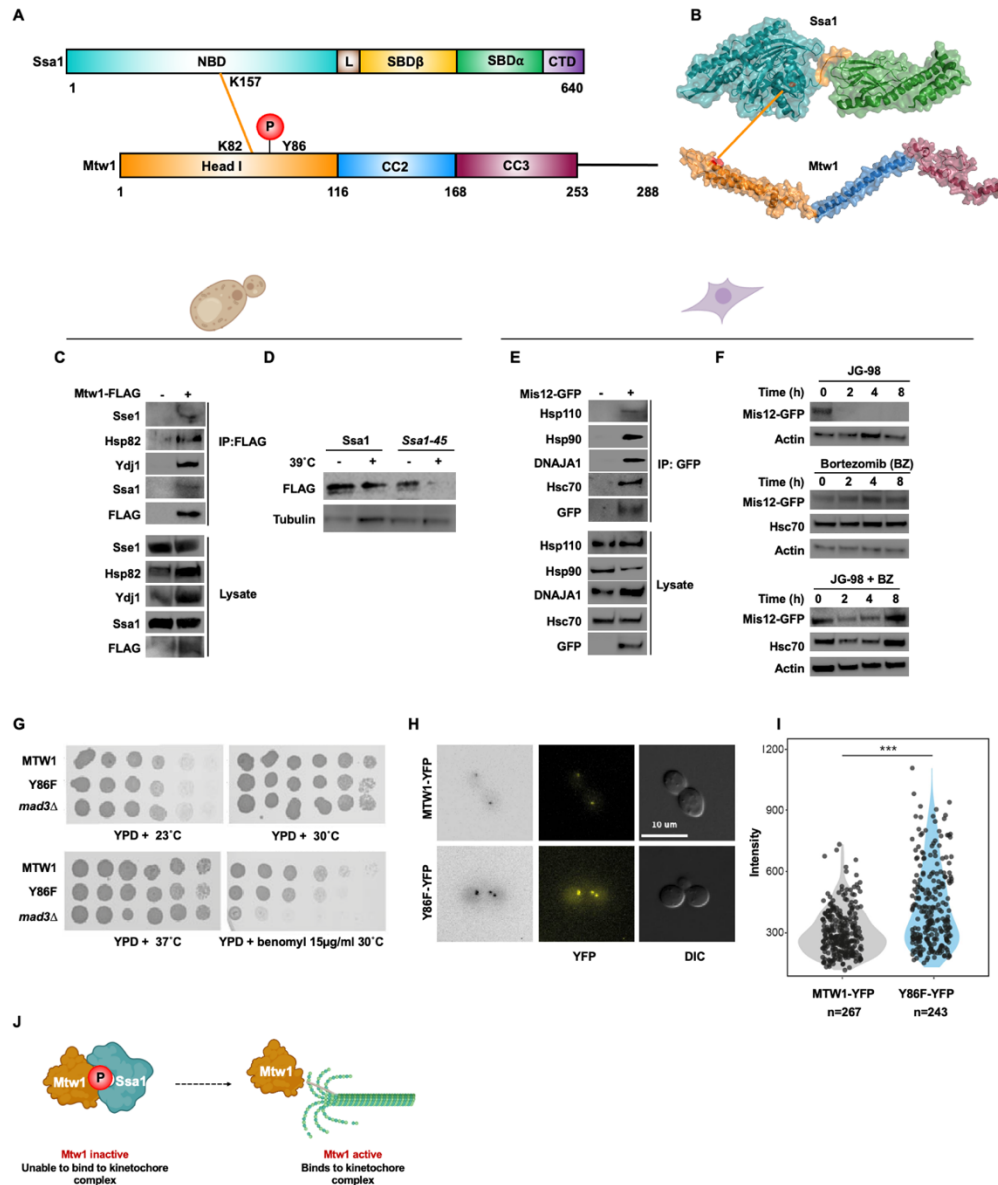 A
Ssa1
NBD
L
SBDβ
SBDα
CTD
1
K157
640
P
K82
Y86
Mtw1
Head I
CC2
CC3
1
116
168
253
288
B
Ssa1
Mtw1
C
Mtw1-FLAG - +
Sse1
Hsp82
Ydj1
Ssa1
FLAG
IP:FLAG
Sse1
Hsp82
Ydj1
Ssa1
FLAG
Lysate
D
Ssa1 Ssa1-45
39˚C - + - +
FLAG
Tubulin
E
Mis12-GFP - +
Hsp110
Hsp90
DNAJA1
Hsc70
GFP
IP: GFP
Hsp110
Hsp90
DNAJA1
Hsc70
GFP
Lysate
F
JG-98
Time (h) 0 2 4 8
Mis12-GFP
Actin
Bortezomib (BZ)
Time (h) 0 2 4 8
Mis12-GFP
Hsc70
Actin
JG-98 + BZ
Time (h) 0 2 4 8
Mis12-GFP
Hsc70
Actin
G
MTW1
Y86F
mad3Δ
YPD + 23˚C
YPD + 30˚C
MTW1
Y86F
mad3Δ
YPD + 37˚C
YPD + benomyl 15µg/ml 30˚C
H
MTW1-YFP
10 um
Y86F-YFP
YFP
DIC
I
1200
***
900
600
300
Intensity
MTW1-YFP
n=267
Y86F-YFP
n=243
J
Mtw1
P
Ssa1
Mtw1 inactive
Unable to bind to kinetochore
complex
Mtw1
Mtw1 active
Binds to kinetochore
complex